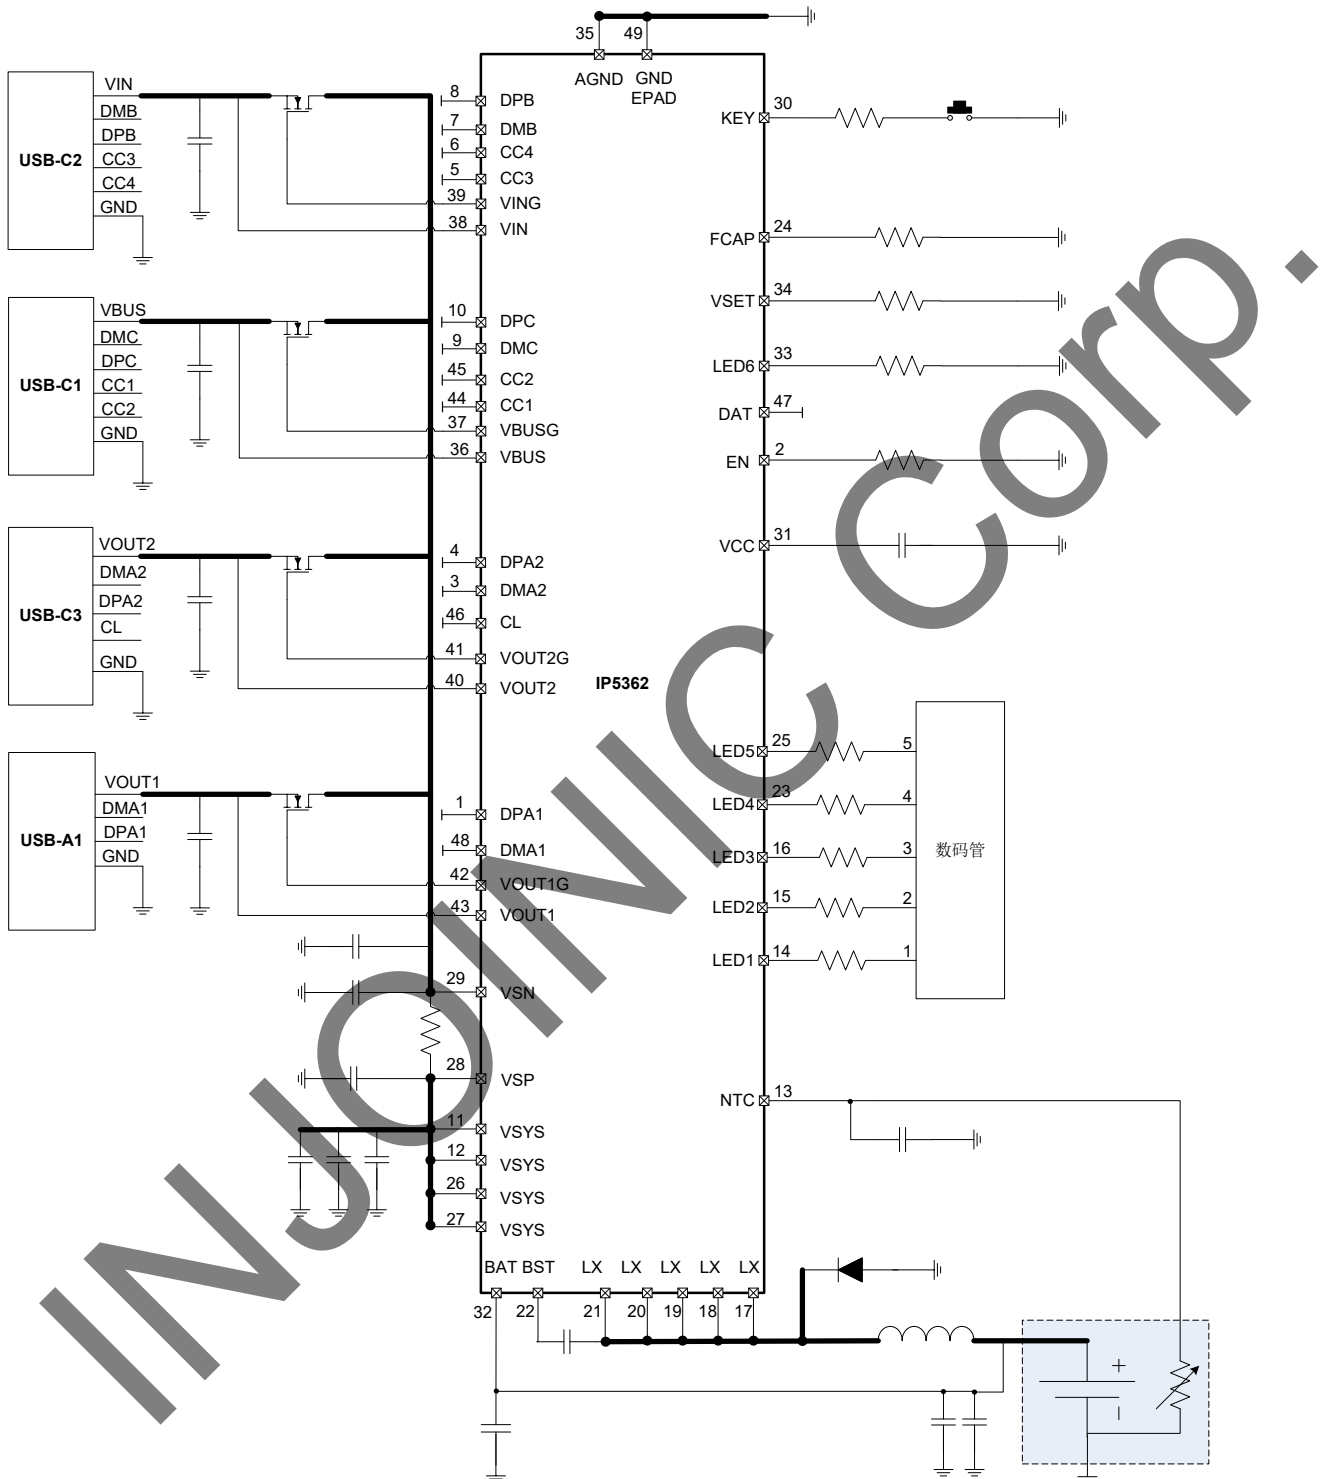 35
49
AGND
GND
EPAD
USB-C2
VIN
DMB
DPB
CC3
CC4
GND
USB-C1
VBUS
DMC
DPC
CC1
CC2
GND
USB-C3
VOUT2
DMA2
DPA2
CL
GND
USB-A1
VOUT1
DMA1
DPA1
GND
8 DPB
7 DMB
6 CC4
5 CC3
39 VING
38 VIN
10 DPC
9 DMC
45 CC2
44 CC1
37 VBUSG
36 VBUS
4 DPA2
3 DMA2
46 CL
41 VOUT2G
40 VOUT2
1 DPA1
48 DMA1
42 VOUT1G
43 VOUT1
29 VSN
28 VSP
11 VSYS
12 VSYS
26 VSYS
27 VSYS
IP5362
KEY 30
FCAP 24
VSET 34
LED6 33
DAT 47
EN 2
VCC 31
LED5 25 5
LED4 23 4
LED3 16 3
LED2 15 2
LED1 14 1
数码管
NTC 13
BAT BST LX LX LX LX LX
32 22 21 20 19 18 17
+
INJOINIC Corp.